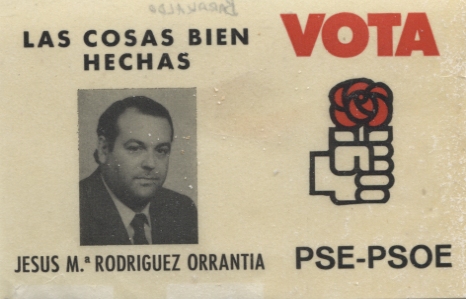 LAS COSAS BIEN
HECHAS
VOTA
JESUS M.ª RODRIGUEZ ORRANTIA
PSE-PSOE